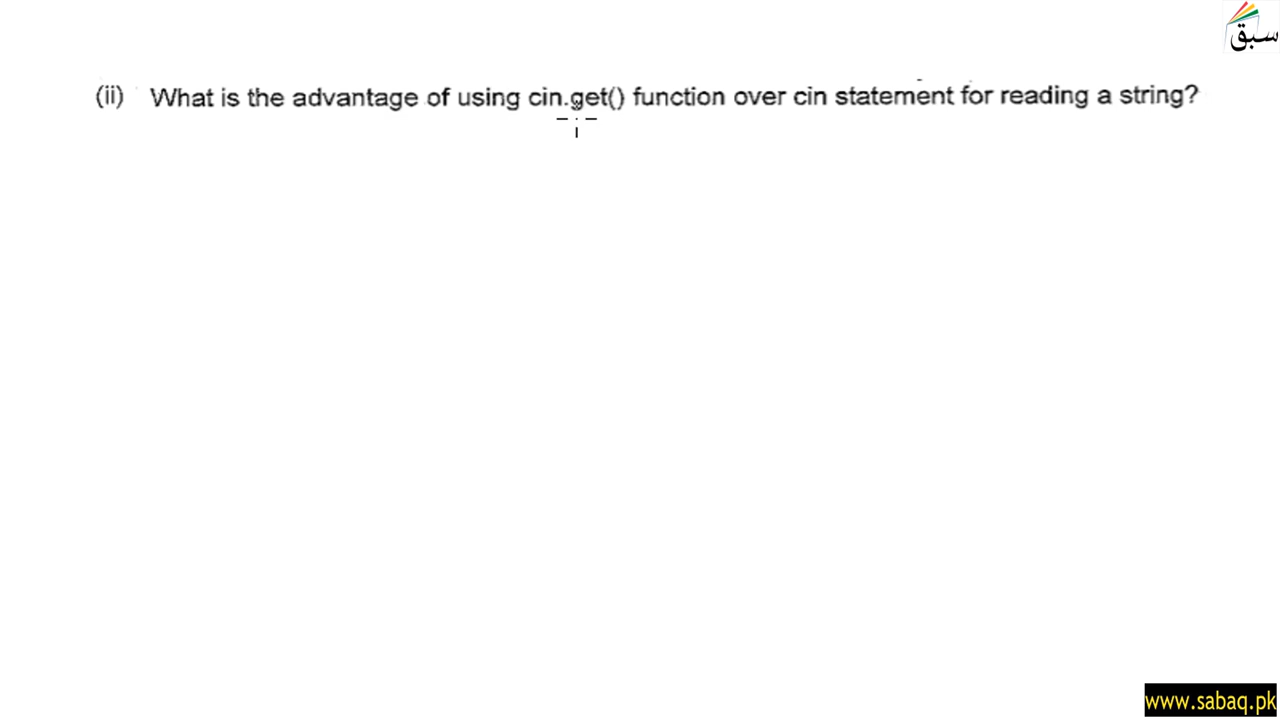 سبق
(ii) What is the advantage of using cin.get() function over cin statement for reading a string?
www.sabaq.pk